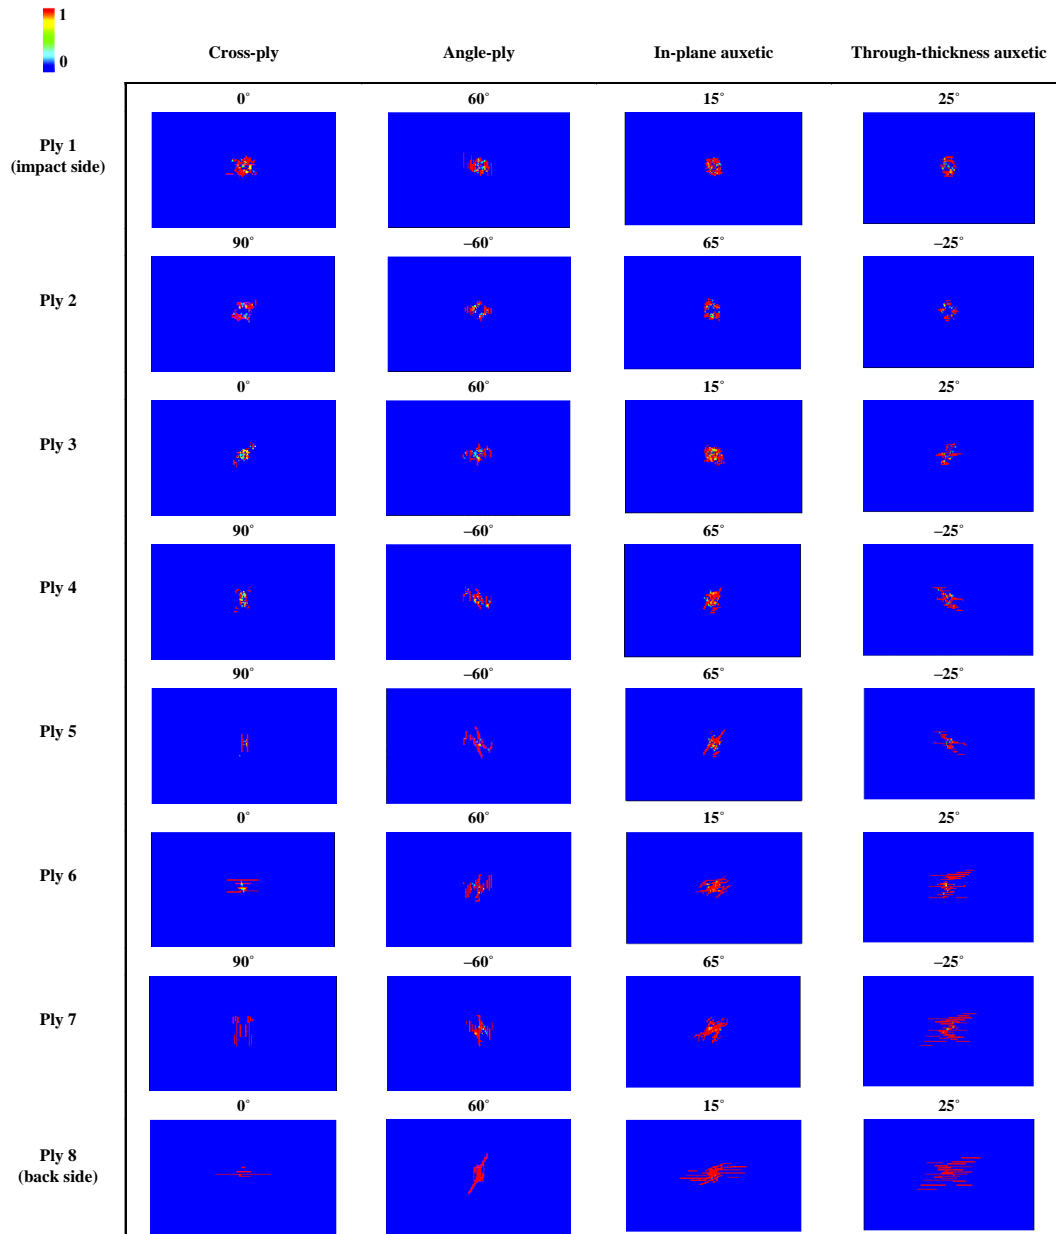 1
0
Cross-ply Angle-ply In-plane auxetic Through-thickness auxetic
0° 60° 15° 25°
Ply 1
(impact side)
90° –60° 65° –25°
Ply 2
0° 60° 15° 25°
Ply 3
90° –60° 65° –25°
Ply 4
90° –60° 65° –25°
Ply 5
0° 60° 15° 25°
Ply 6
90° –60° 65° –25°
Ply 7
0° 60° 15° 25°
Ply 8
(back side)